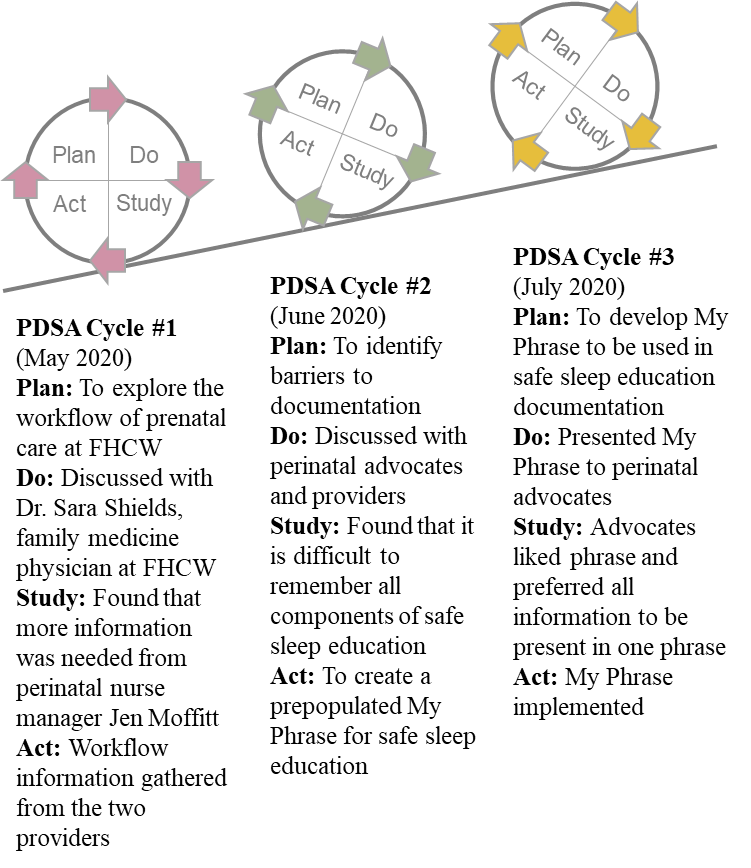 Plan
Do
Act
Study
Plan
Do
Act
Study
Plan
Do
Act
Study
PDSA Cycle #1
(May 2020)
Plan: To explore the
workflow of prenatal
care at FHCW
Do: Discussed with
Dr. Sara Shields,
family medicine
physician at FHCW
Study: Found that
more information
was needed from
perinatal nurse
manager Jen Moffitt
Act: Workflow
information gathered
from the two
providers
PDSA Cycle #2
(June 2020)
Plan: To identify
barriers to
documentation
Do: Discussed with
perinatal advocates
and providers
Study: Found that it
is difficult to
remember all
components of safe
sleep education
Act: To create a
prepopulated My
Phrase for safe sleep
education
PDSA Cycle #3
(July 2020)
Plan: To develop My
Phrase to be used in
safe sleep education
documentation
Do: Presented My
Phrase to perinatal
advocates
Study: Advocates
liked phrase and
preferred all
information to be
present in one phrase
Act: My Phrase
implemented